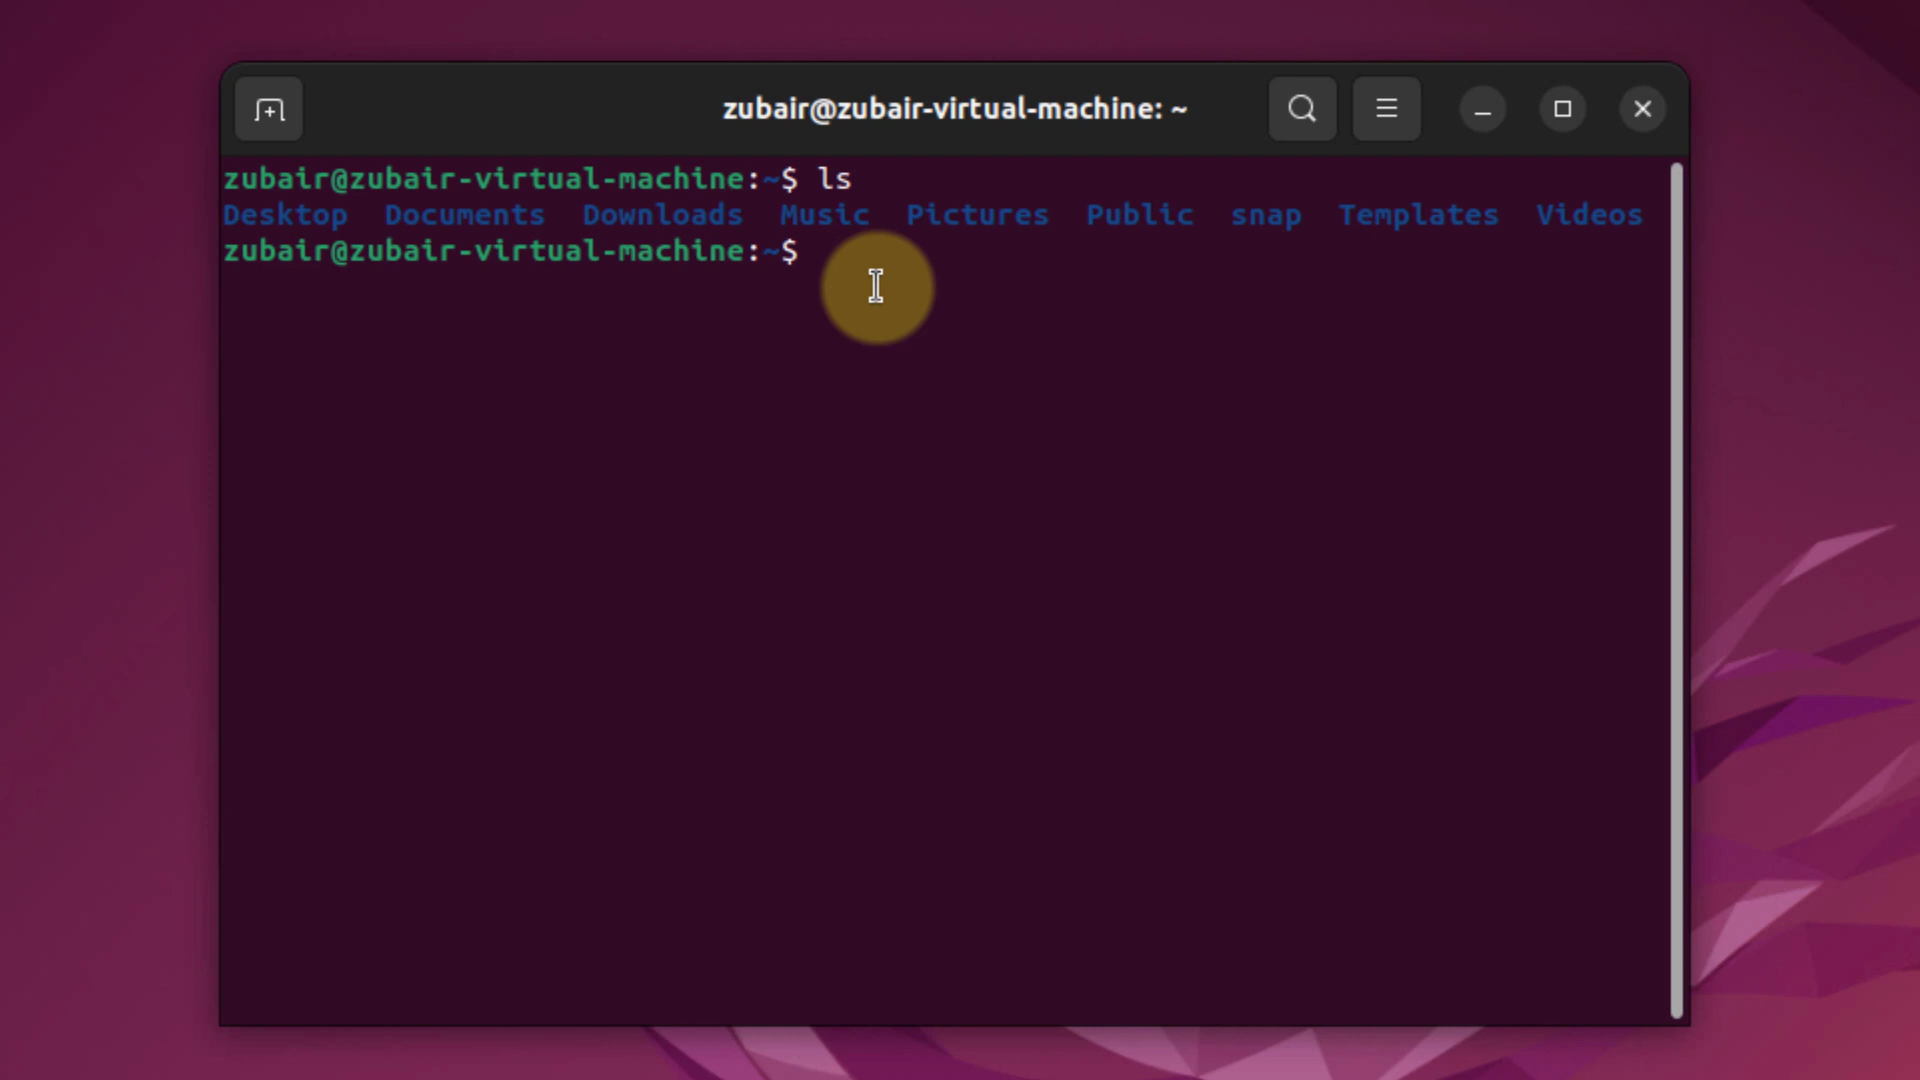 zubair@zubair-virtual-machine: ~
zubair@zubair-virtual-machine:~$ ls
Desktop Documents Downloads Music Pictures Public snap Templates Videos
zubair@zubair-virtual-machine:~$